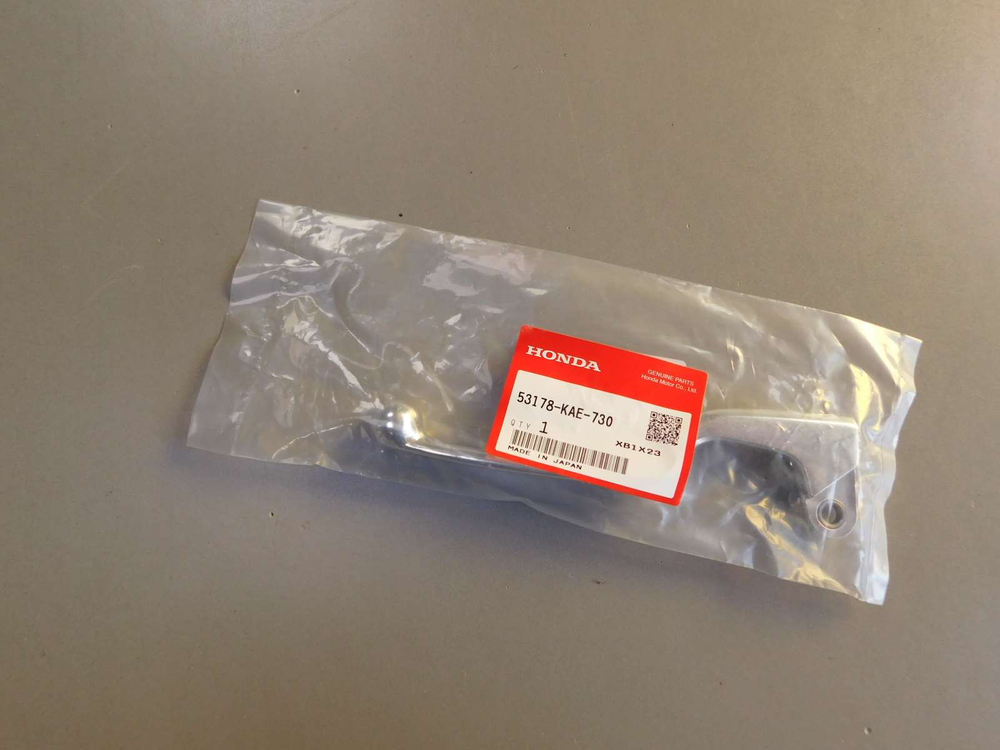 HONDA
GENUINE PARTS
Honda Motor Co., Ltd.
53178-KAE-730
QTY 1
XB1X23
MADE IN JAPAN